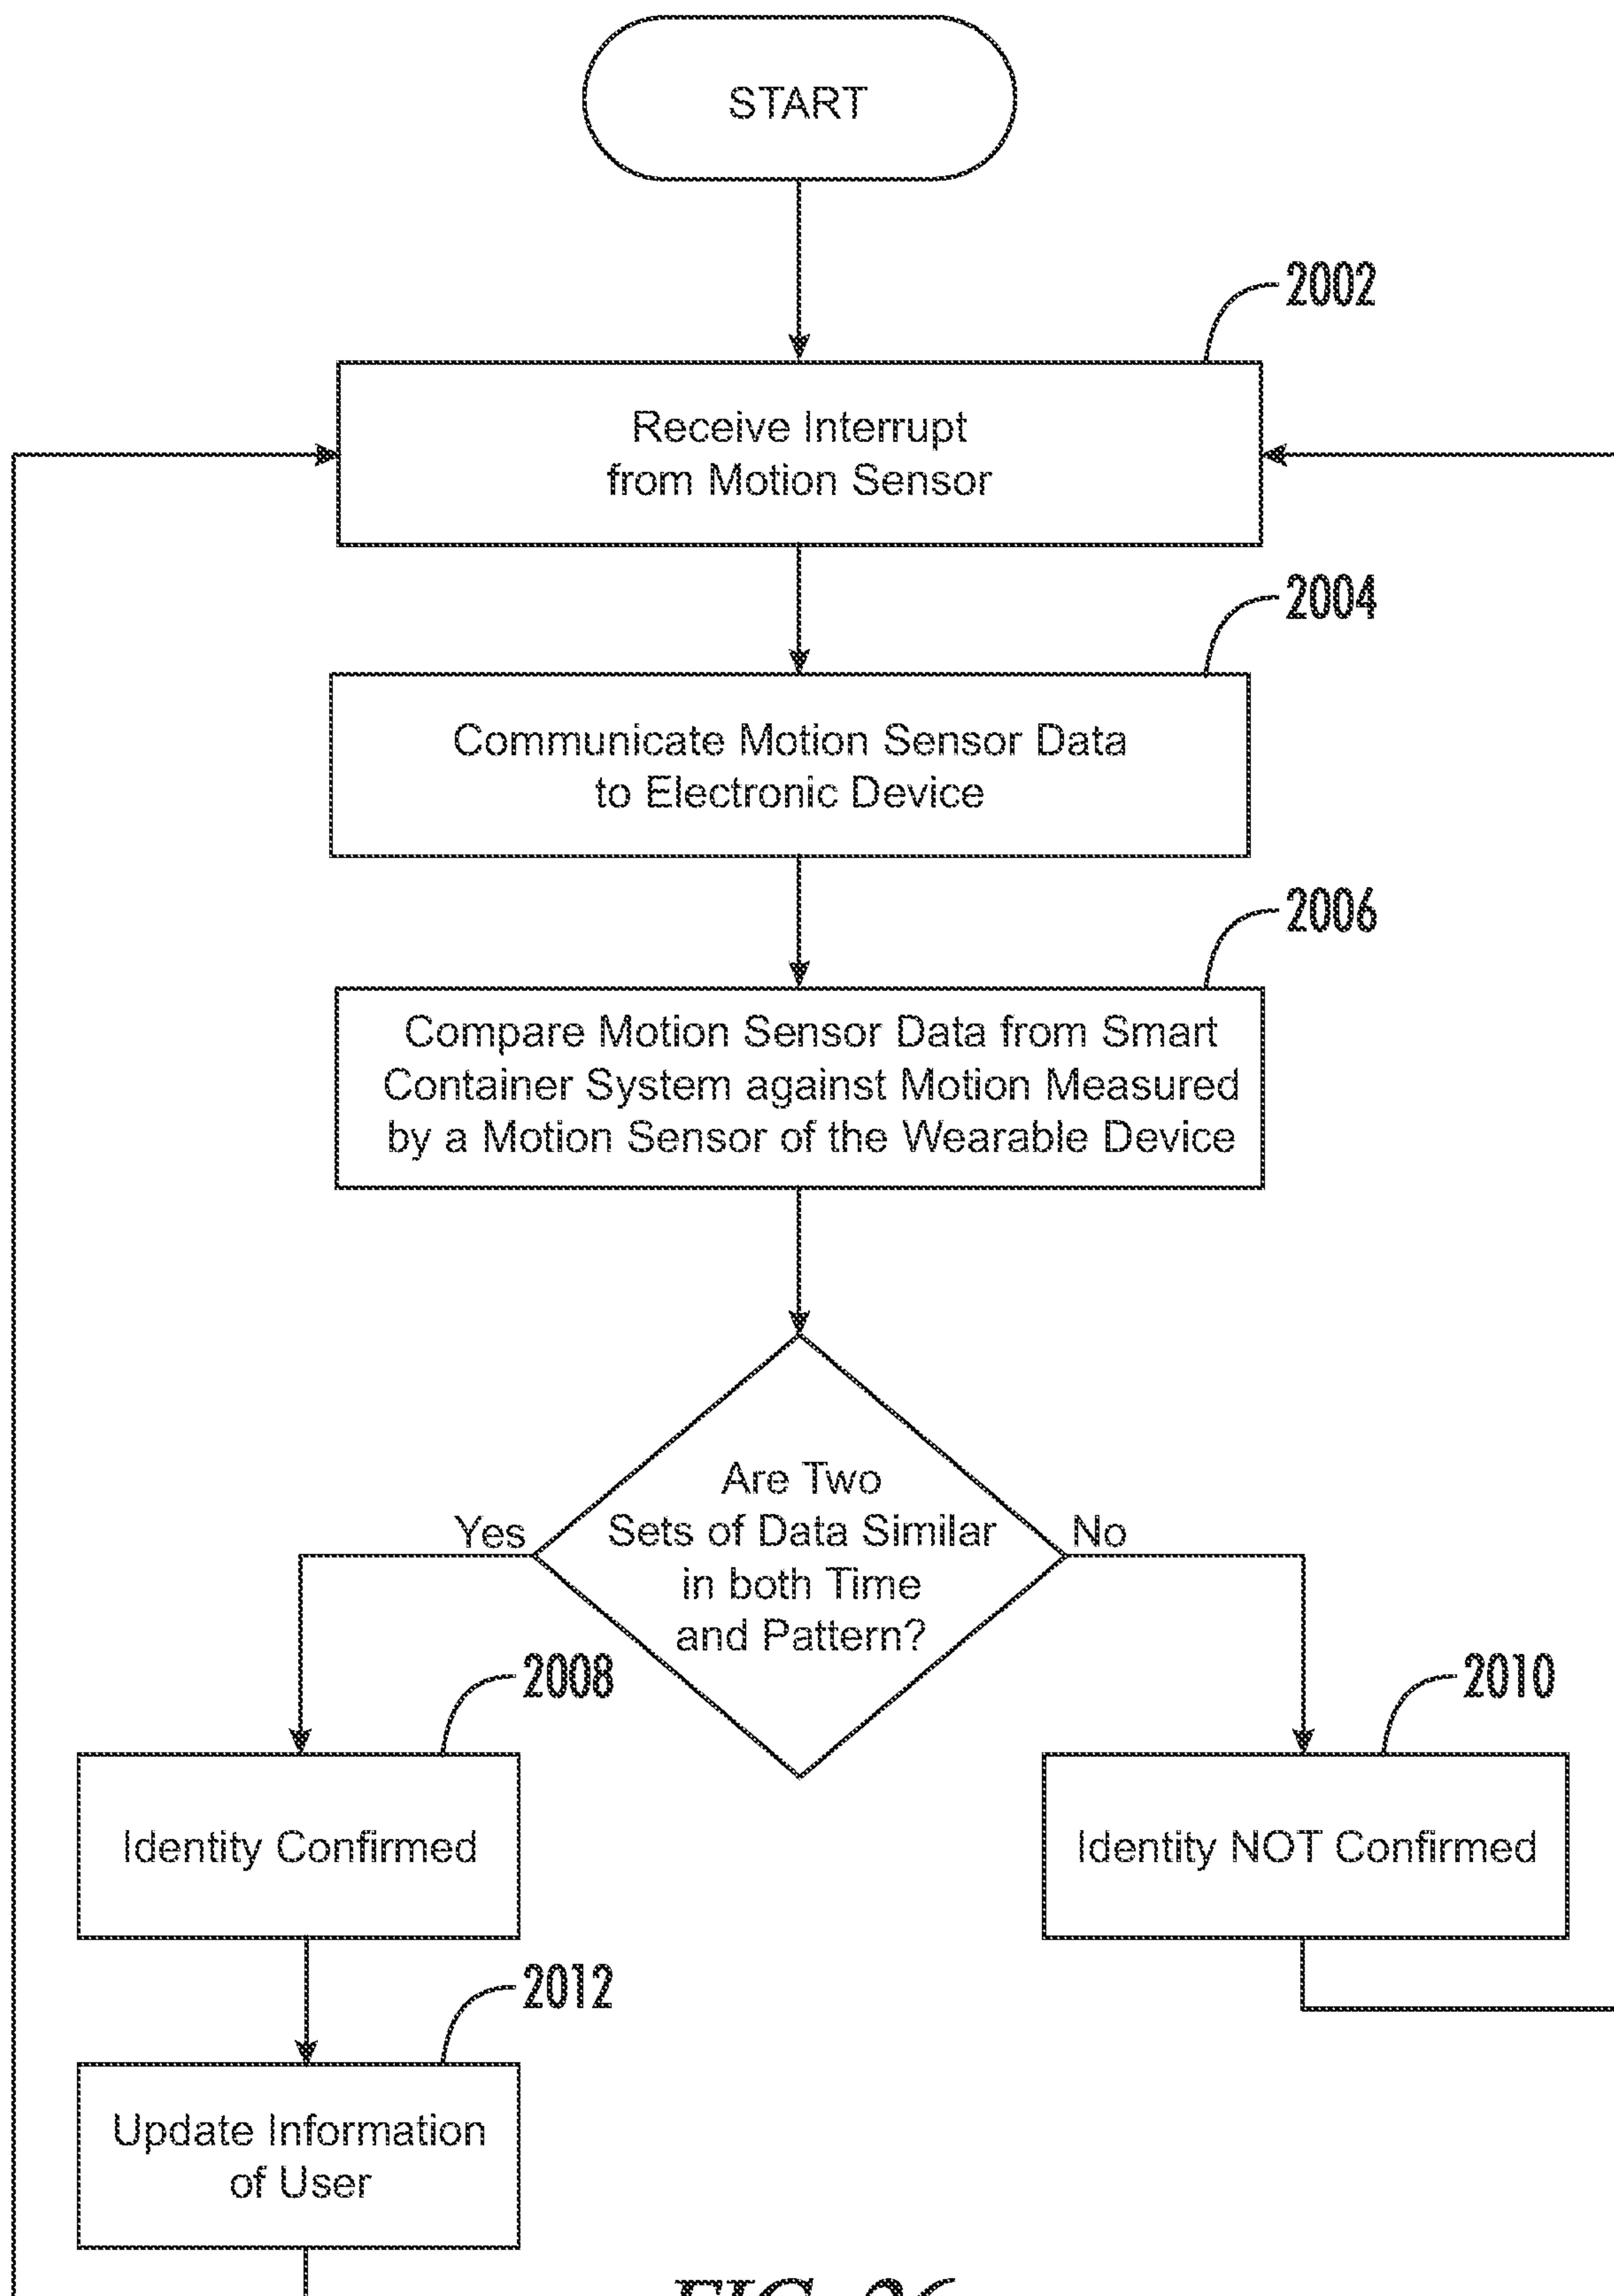 START
2002
Receive Interrupt
from Motion Sensor
2004
Communicate Motion Sensor Data
to Electronic Device
2006
Compare Motion Sensor Data from Smart
Container System against Motion Measured
by a Motion Sensor of the Wearable Device
Are Two
Sets of Data Similar
in both Time
and Pattern?
Yes
No
2008
2010
Identity Confirmed
Identity NOT Confirmed
2012
Update Information
of User
FIG.